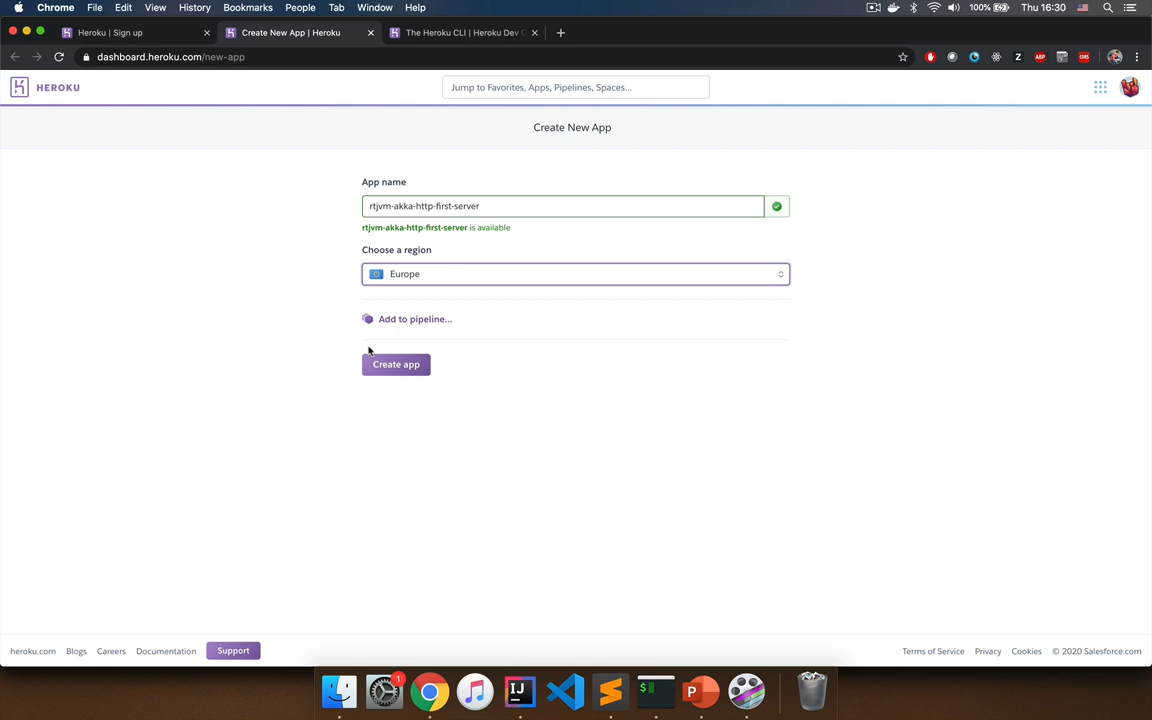 Chrome File Edit View History Bookmarks People Tab Window Help 100% Thu 16:30
Heroku | Sign up
Create New App | Heroku
The Heroku CLI | Heroku Dev C
dashboard.heroku.com/new-app
Z ABP CORS
HEROKU
Jump to Favorites, Apps, Pipelines, Spaces...
Create New App
App name
rtjvm-akka-http-first-server
rtjvm-akka-http-first-server is available
Choose a region
Europe
Add to pipeline...
Create app
heroku.com Blogs Careers Documentation Support Terms of Service Privacy Cookies © 2020 Salesforce.com
1
IJ
$
P